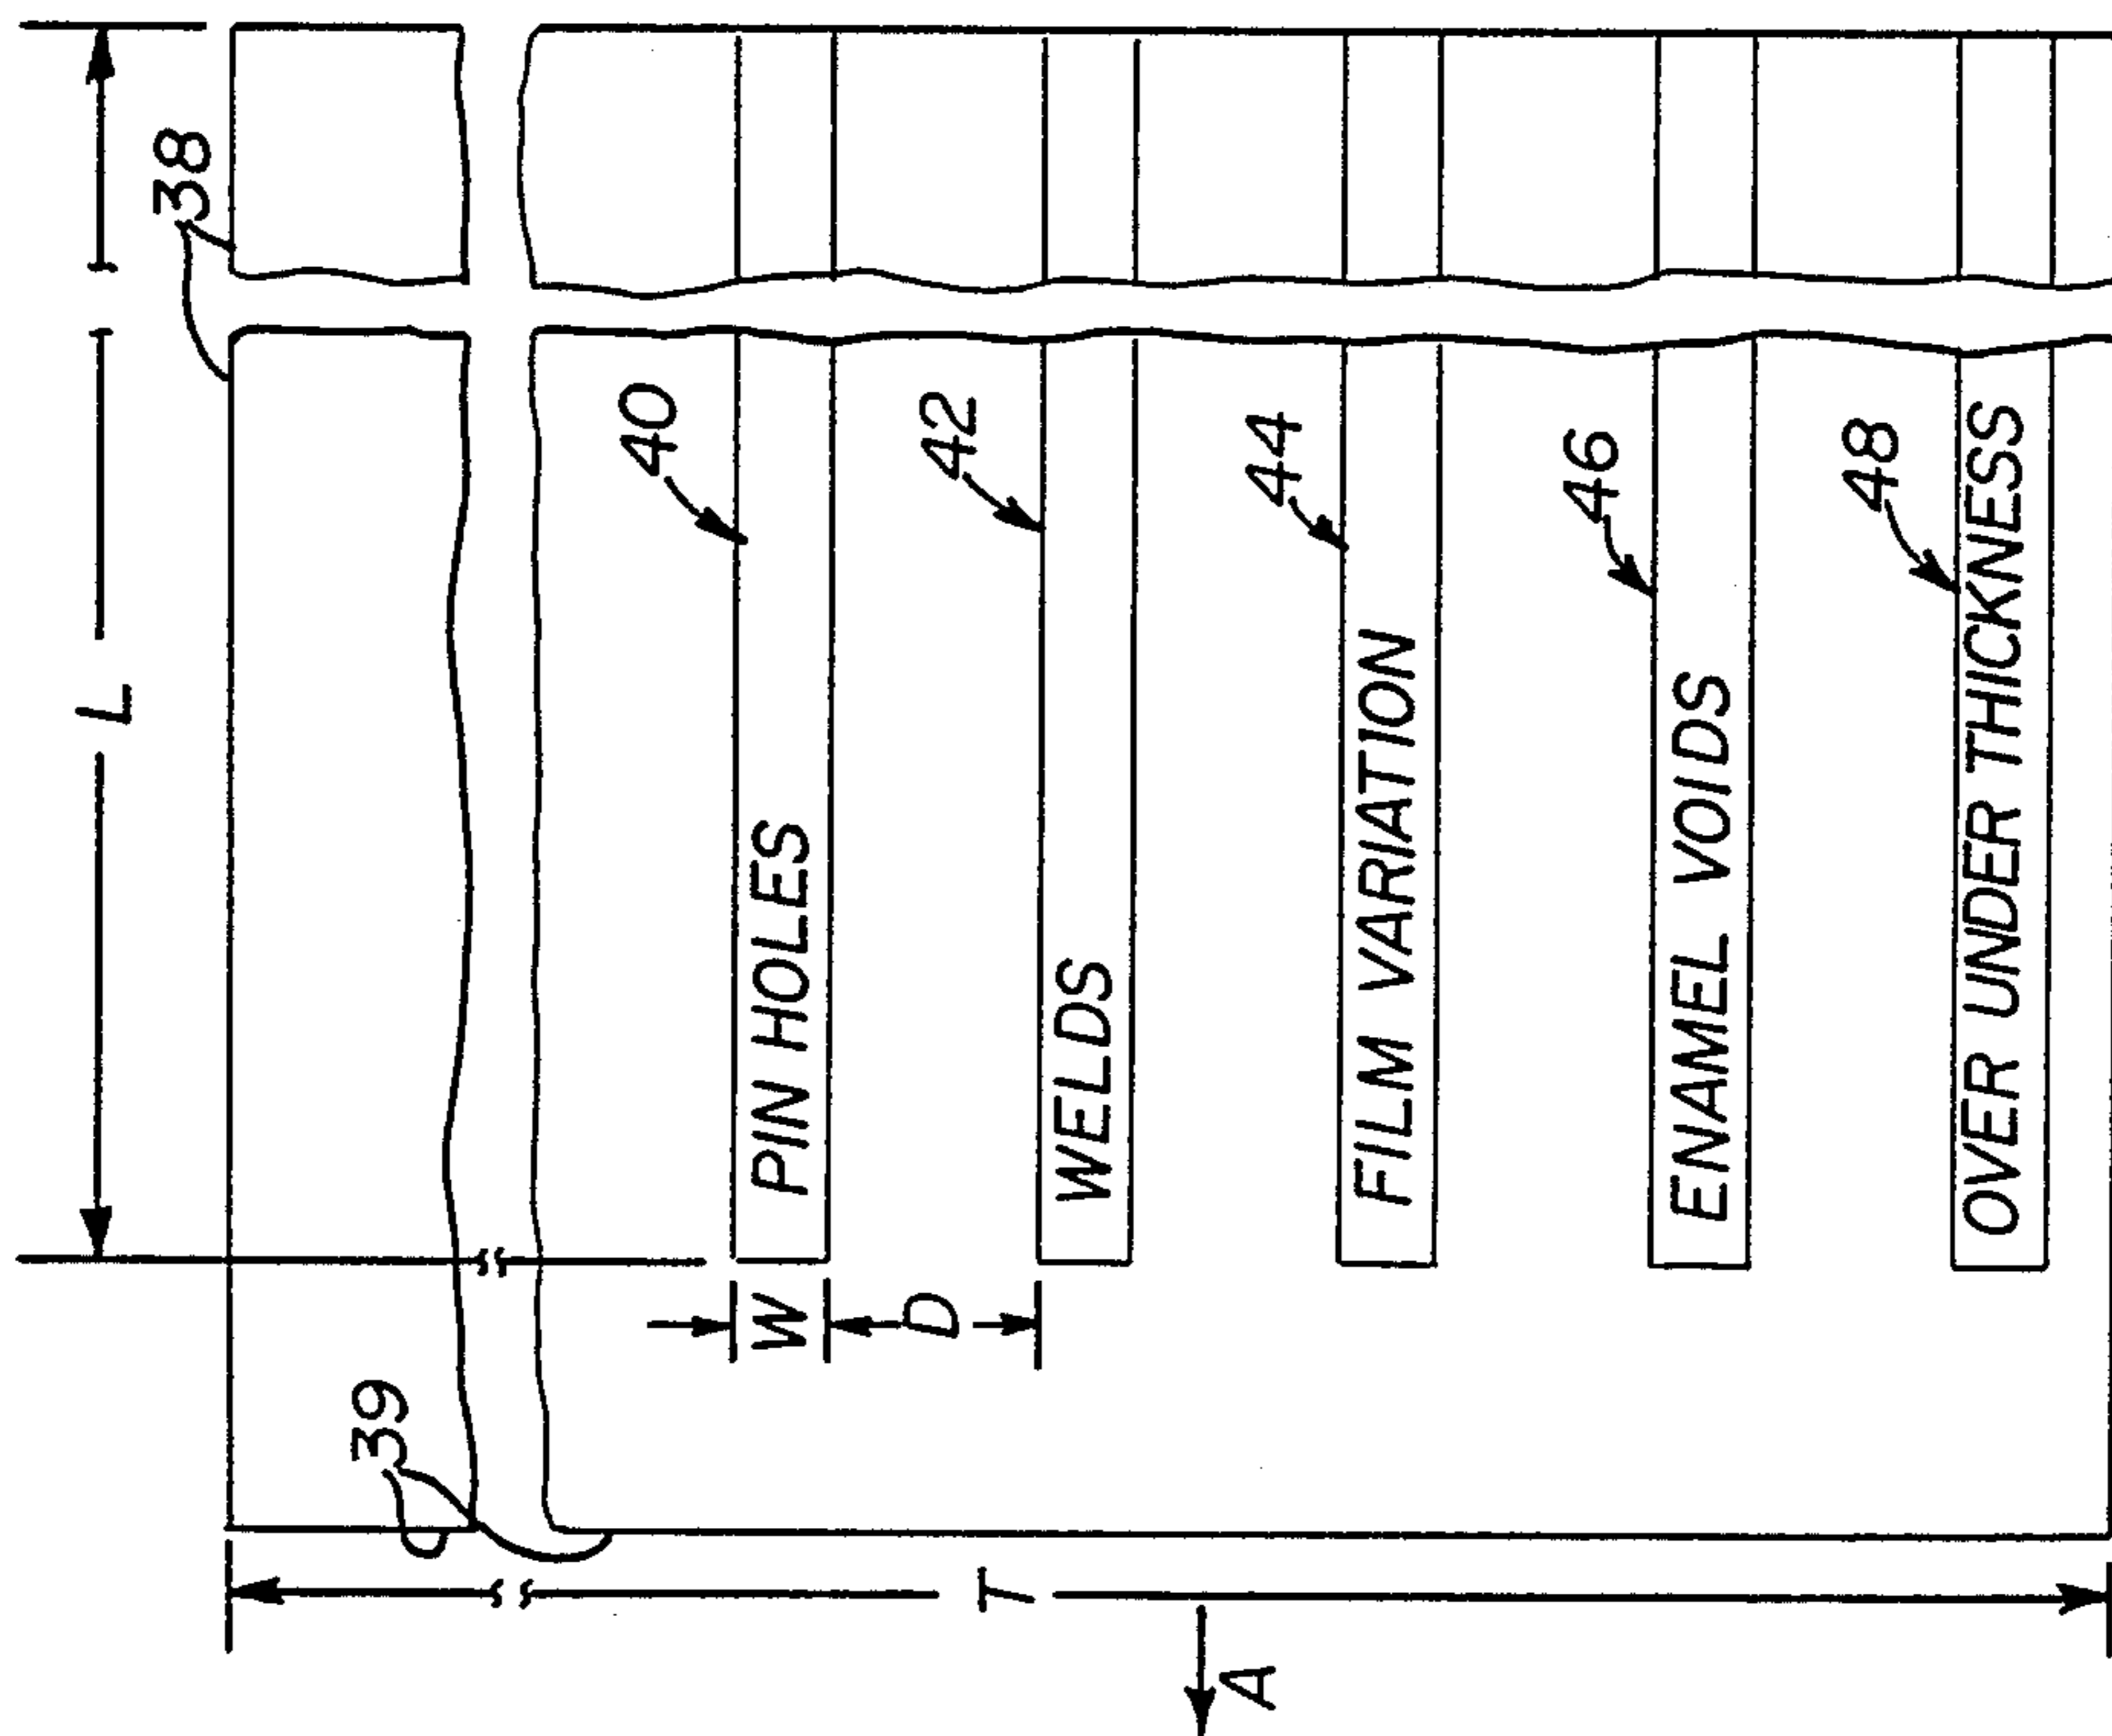 L
38
40
PIN HOLES
42
WELDS
44
FILM VARIATION
46
ENAMEL VOIDS
48
OVER UNDER THICKNESS
W
D
39
T
A